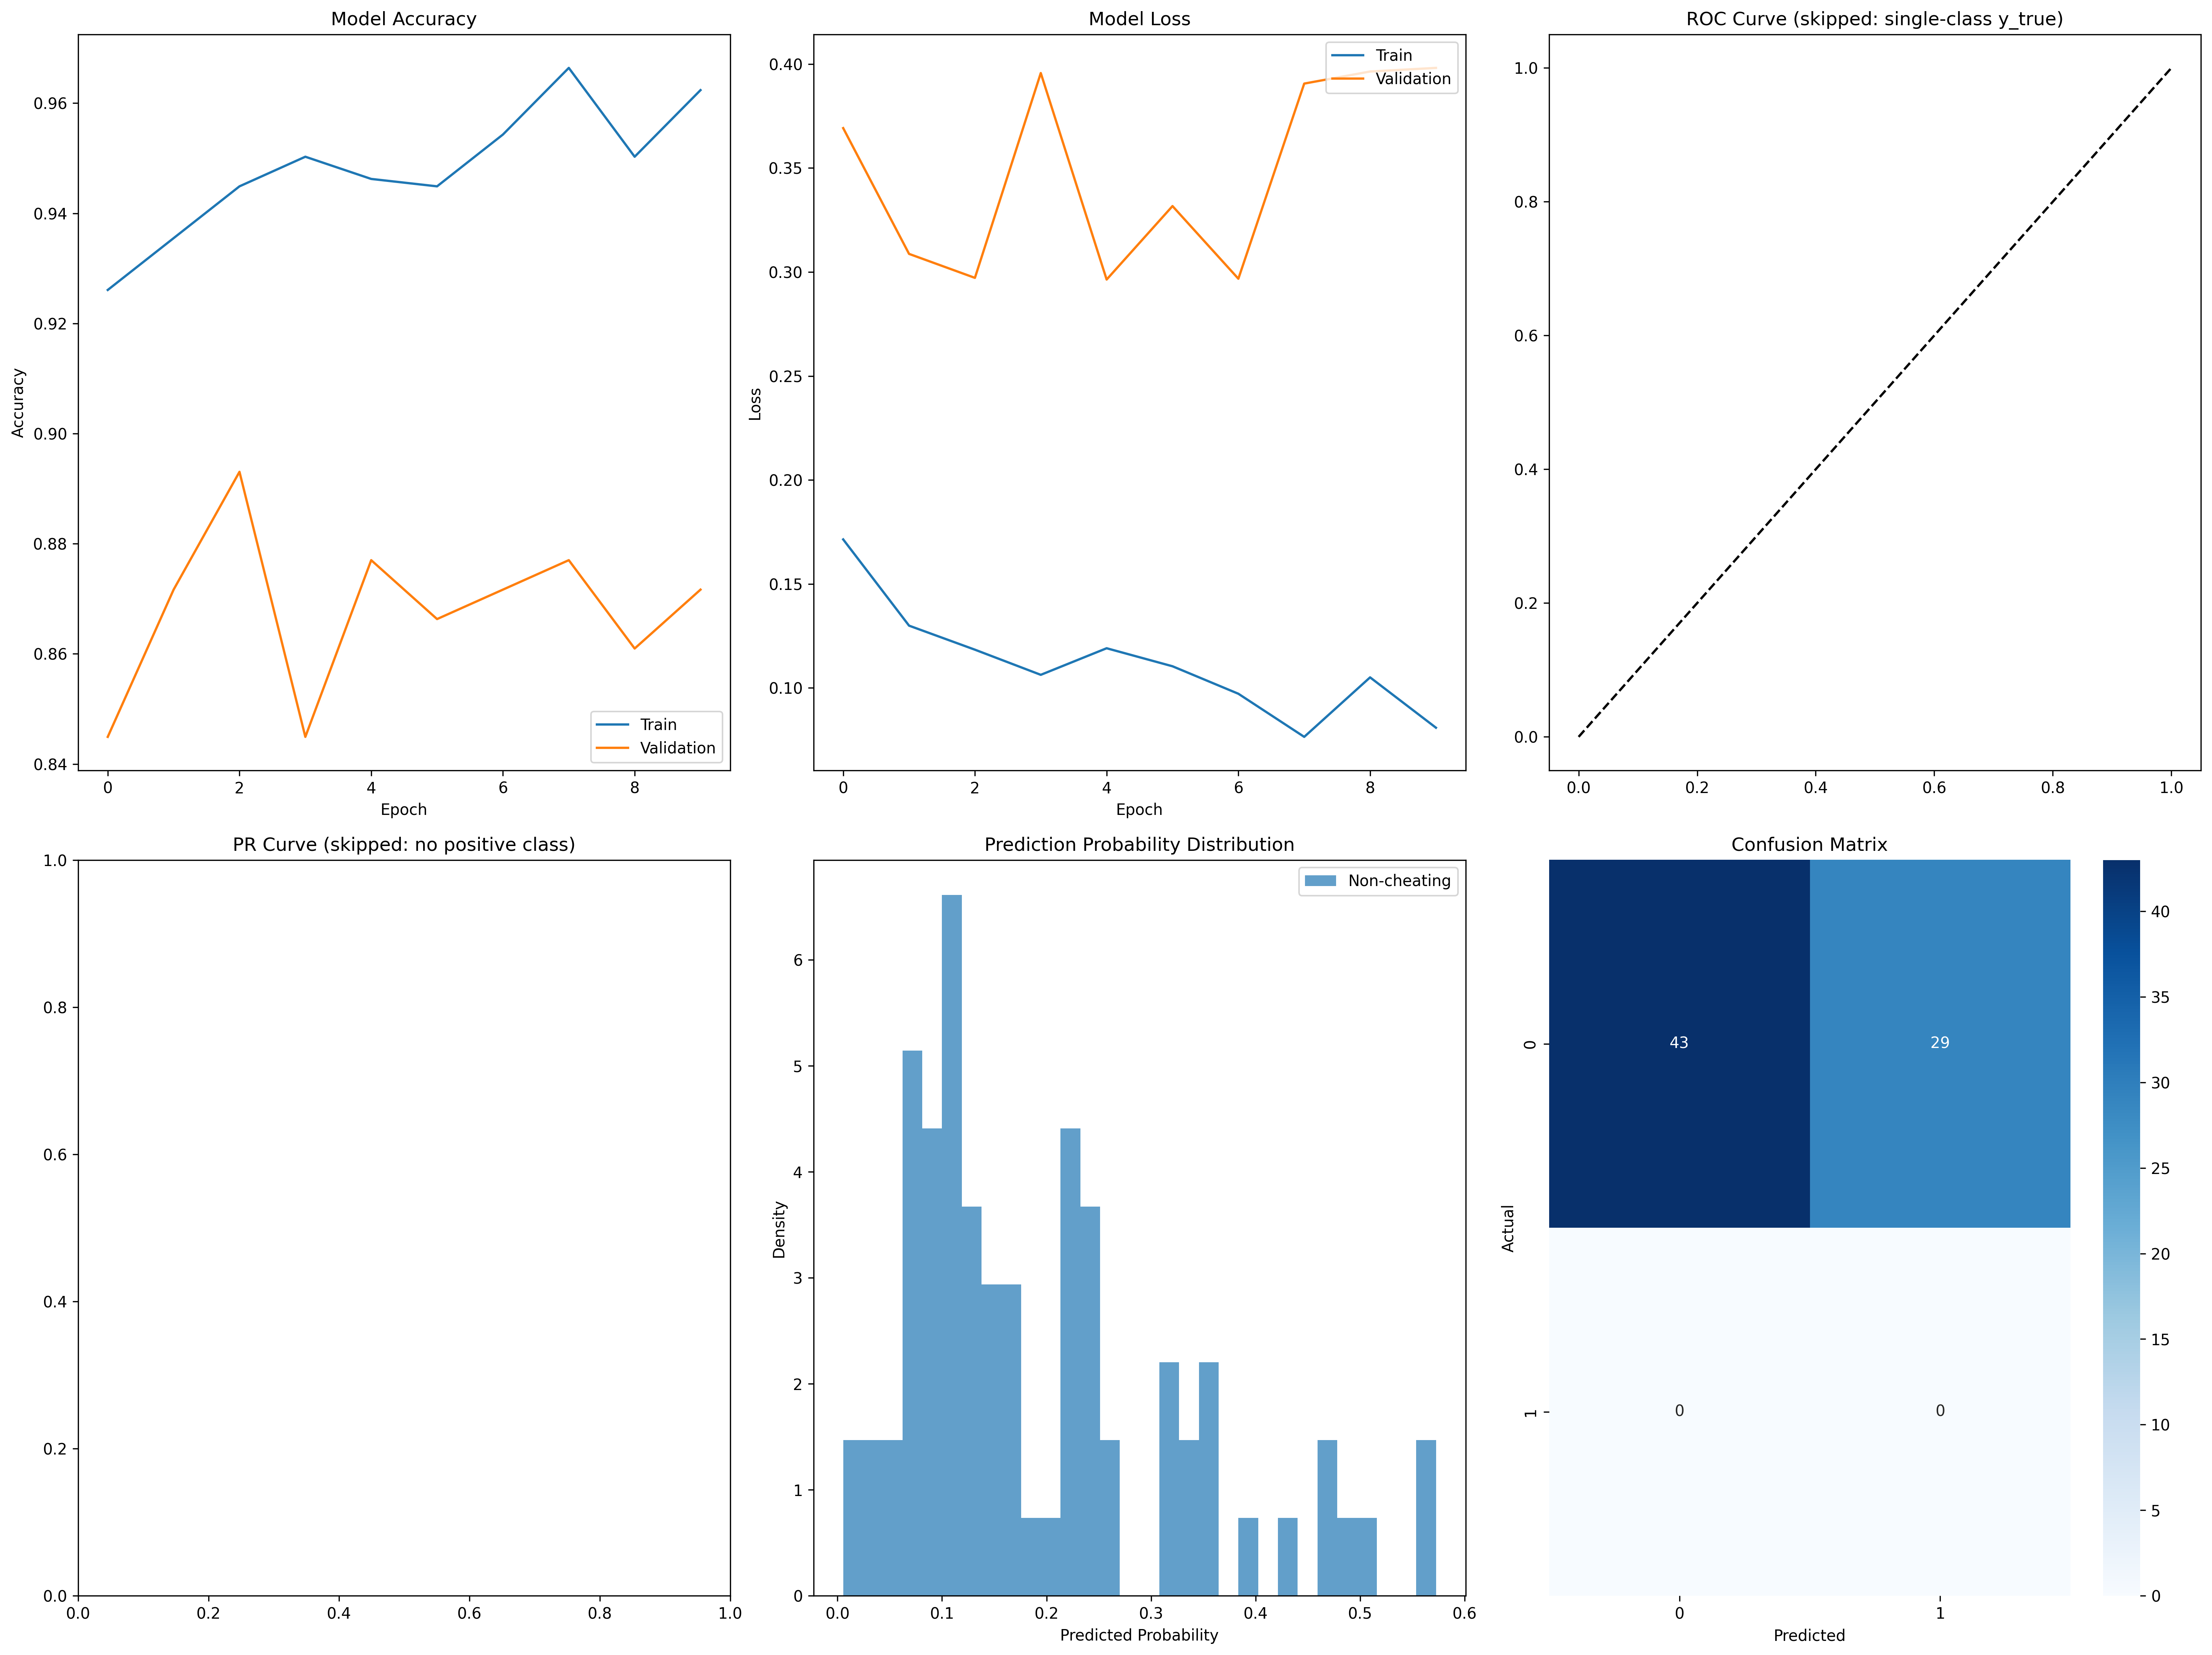 Model Accuracy
Accuracy
0.96
0.94
0.92
0.90
0.88
0.86
0.84
Train
Validation
0 2 4 6 8
Epoch
Model Loss
Loss
0.40
0.35
0.30
0.25
0.20
0.15
0.10
Train
Validation
0 2 4 6 8
Epoch
ROC Curve (skipped: single-class y_true)
1.0
0.8
0.6
0.4
0.2
0.0
0.0 0.2 0.4 0.6 0.8 1.0
PR Curve (skipped: no positive class)
1.0
0.8
0.6
0.4
0.2
0.0
0.0 0.2 0.4 0.6 0.8 1.0
Prediction Probability Distribution
Non-cheating
Density
6
5
4
3
2
1
0
0.0 0.1 0.2 0.3 0.4 0.5 0.6
Predicted Probability
Confusion Matrix
Actual
0
1
43 29
0 0
0 1
Predicted
40
35
30
25
20
15
10
5
0